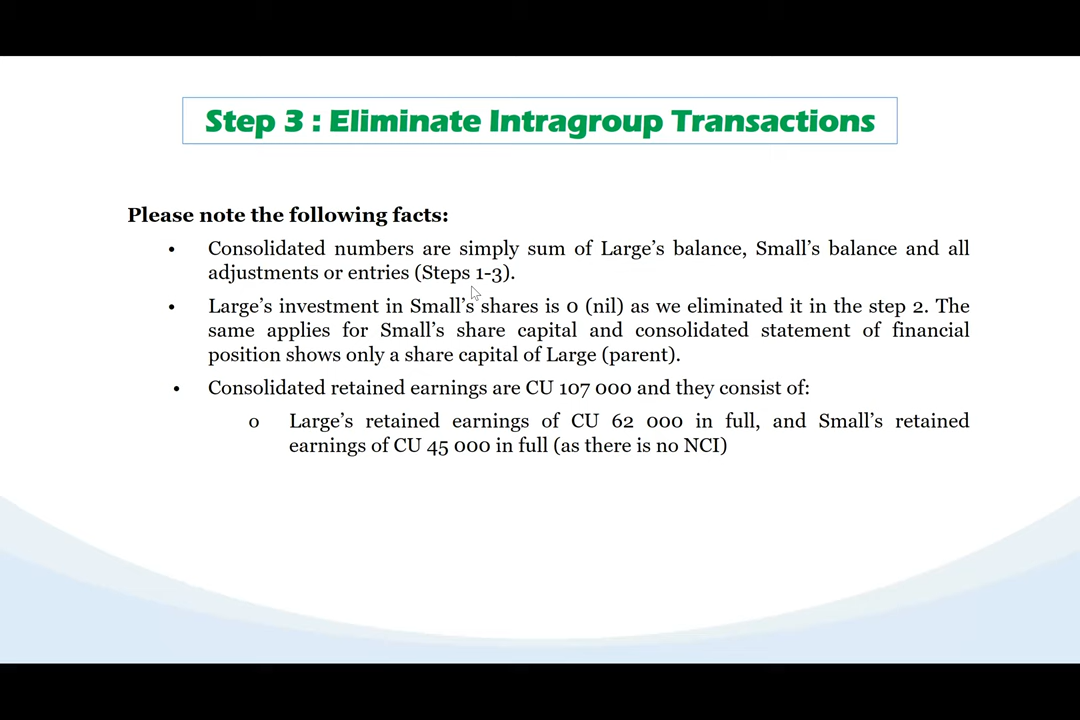 Step 3 : Eliminate Intragroup Transactions
Please note the following facts:
• Consolidated numbers are simply sum of Large’s balance, Small’s balance and all
adjustments or entries (Steps 1-3).
• Large’s investment in Small’s shares is 0 (nil) as we eliminated it in the step 2. The
same applies for Small’s share capital and consolidated statement of financial
position shows only a share capital of Large (parent).
• Consolidated retained earnings are CU 107 000 and they consist of:
o Large’s retained earnings of CU 62 000 in full, and Small’s retained
earnings of CU 45 000 in full (as there is no NCI)